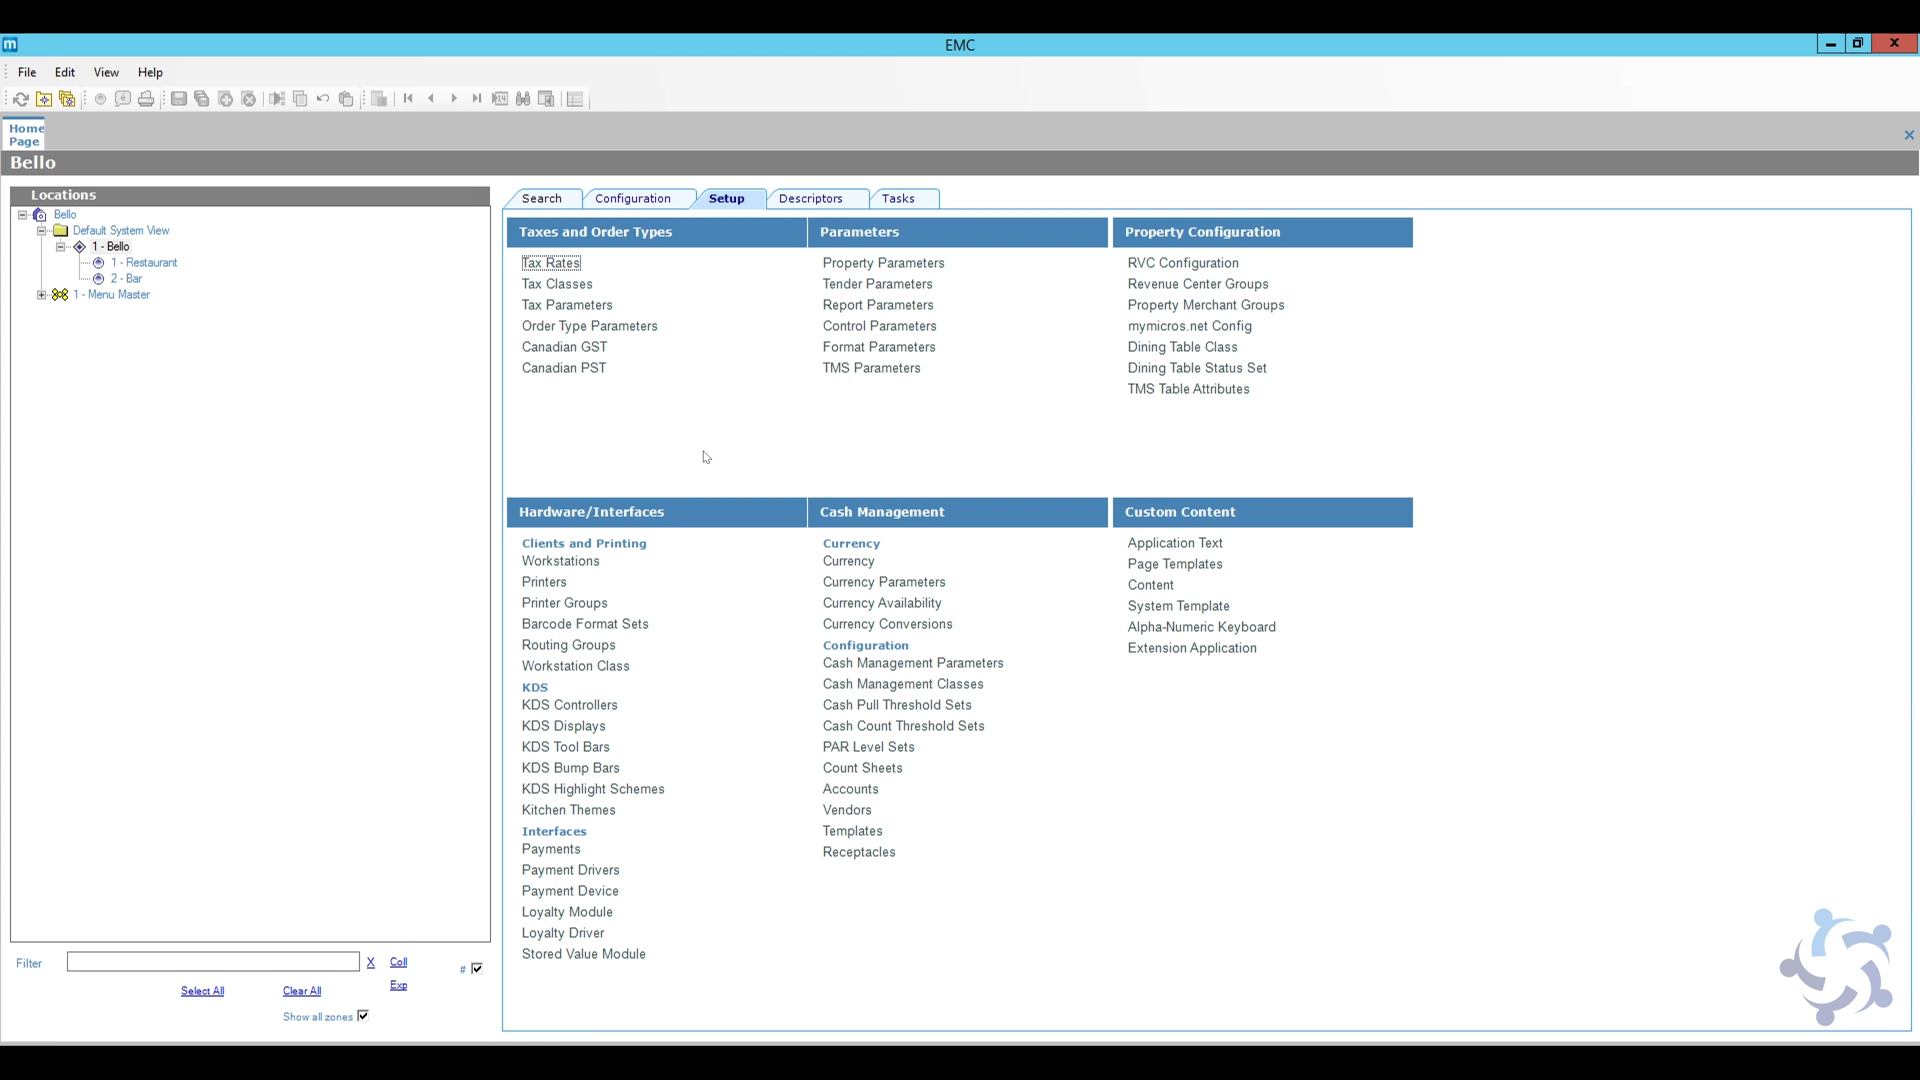 m
EMC
File Edit View Help
Home
Page
Bello
Locations
Bello
Default System View
1 - Bello
1 - Restaurant
2 - Bar
1 - Menu Master
Filter
X
Coll
Exp
#
Select All
Clear All
Show all zones
Search Configuration Setup Descriptors Tasks
Taxes and Order Types
Tax Rates
Tax Classes
Tax Parameters
Order Type Parameters
Canadian GST
Canadian PST
Parameters
Property Parameters
Tender Parameters
Report Parameters
Control Parameters
Format Parameters
TMS Parameters
Property Configuration
RVC Configuration
Revenue Center Groups
Property Merchant Groups
mymicros.net Config
Dining Table Class
Dining Table Status Set
TMS Table Attributes
Hardware/Interfaces
Clients and Printing
Workstations
Printers
Printer Groups
Barcode Format Sets
Routing Groups
Workstation Class
KDS
KDS Controllers
KDS Displays
KDS Tool Bars
KDS Bump Bars
KDS Highlight Schemes
Kitchen Themes
Interfaces
Payments
Payment Drivers
Payment Device
Loyalty Module
Loyalty Driver
Stored Value Module
Cash Management
Currency
Currency
Currency Parameters
Currency Availability
Currency Conversions
Configuration
Cash Management Parameters
Cash Management Classes
Cash Pull Threshold Sets
Cash Count Threshold Sets
PAR Level Sets
Count Sheets
Accounts
Vendors
Templates
Receptacles
Custom Content
Application Text
Page Templates
Content
System Template
Alpha-Numeric Keyboard
Extension Application